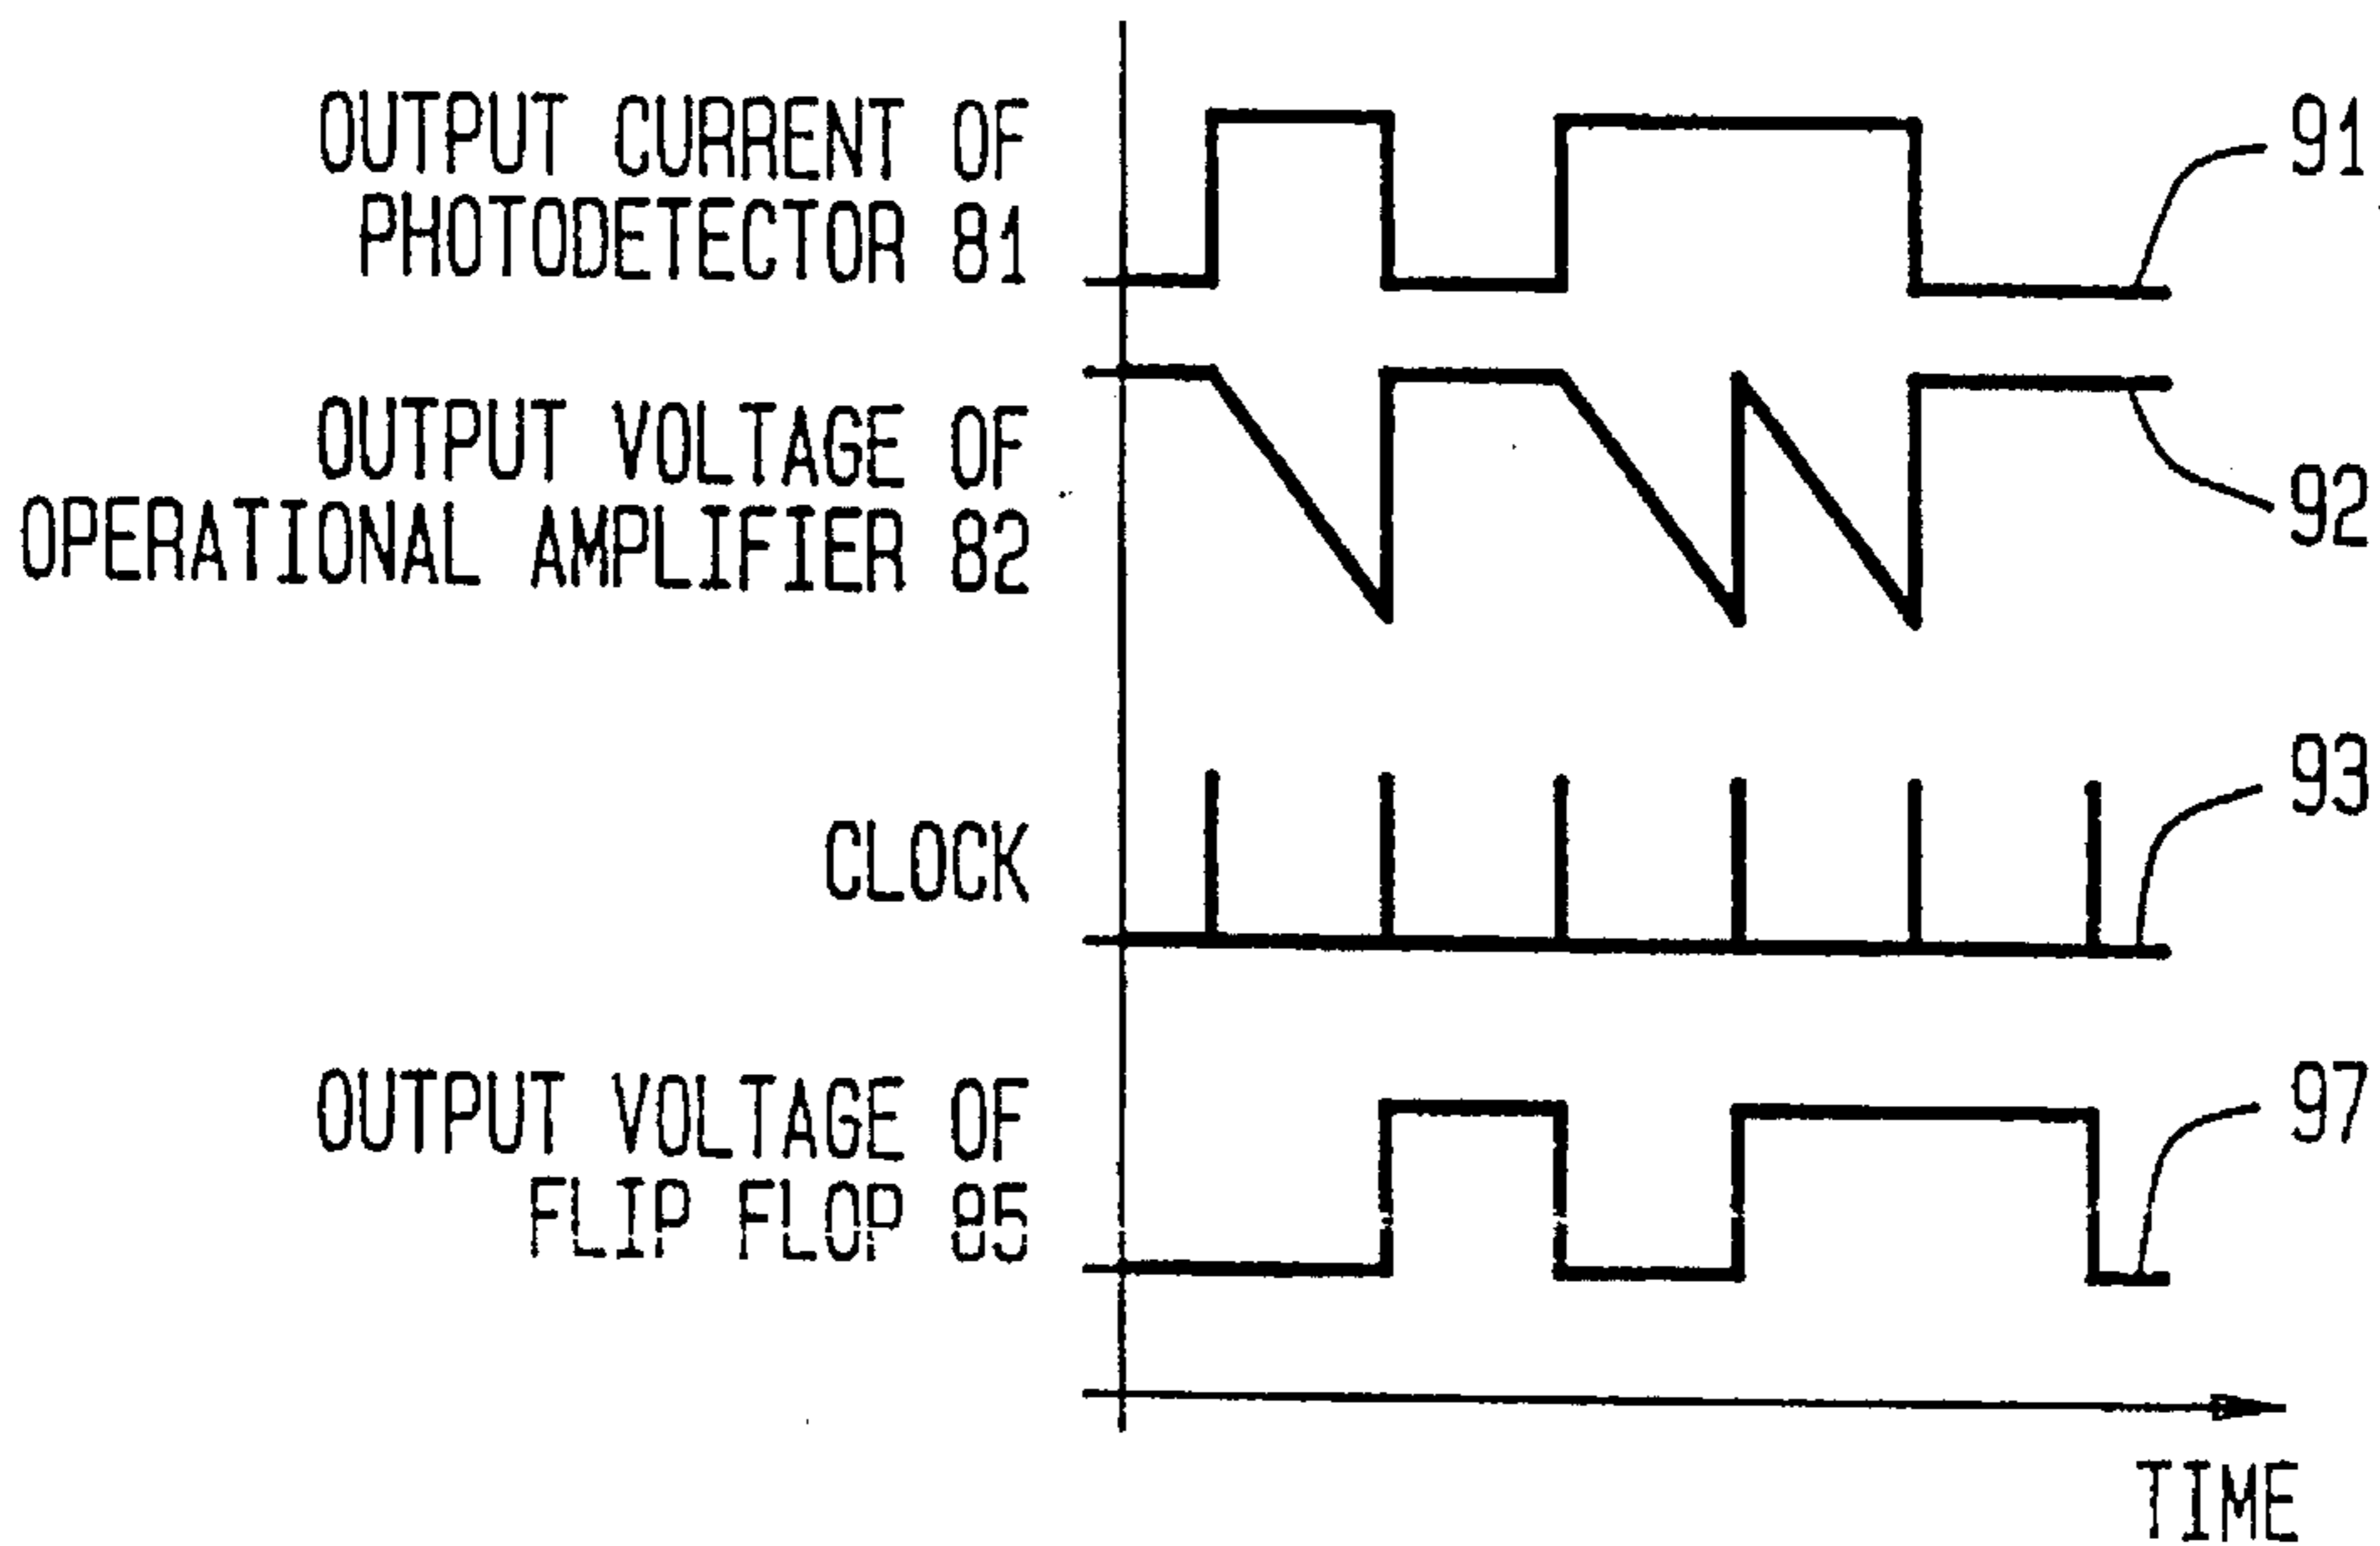 OUTPUT CURRENT OF
PHOTODETECTOR 81
91
OUTPUT VOLTAGE OF
OPERATIONAL AMPLIFIER 82
92
CLOCK
93
OUTPUT VOLTAGE OF
FLIP FLOP 85
97
TIME